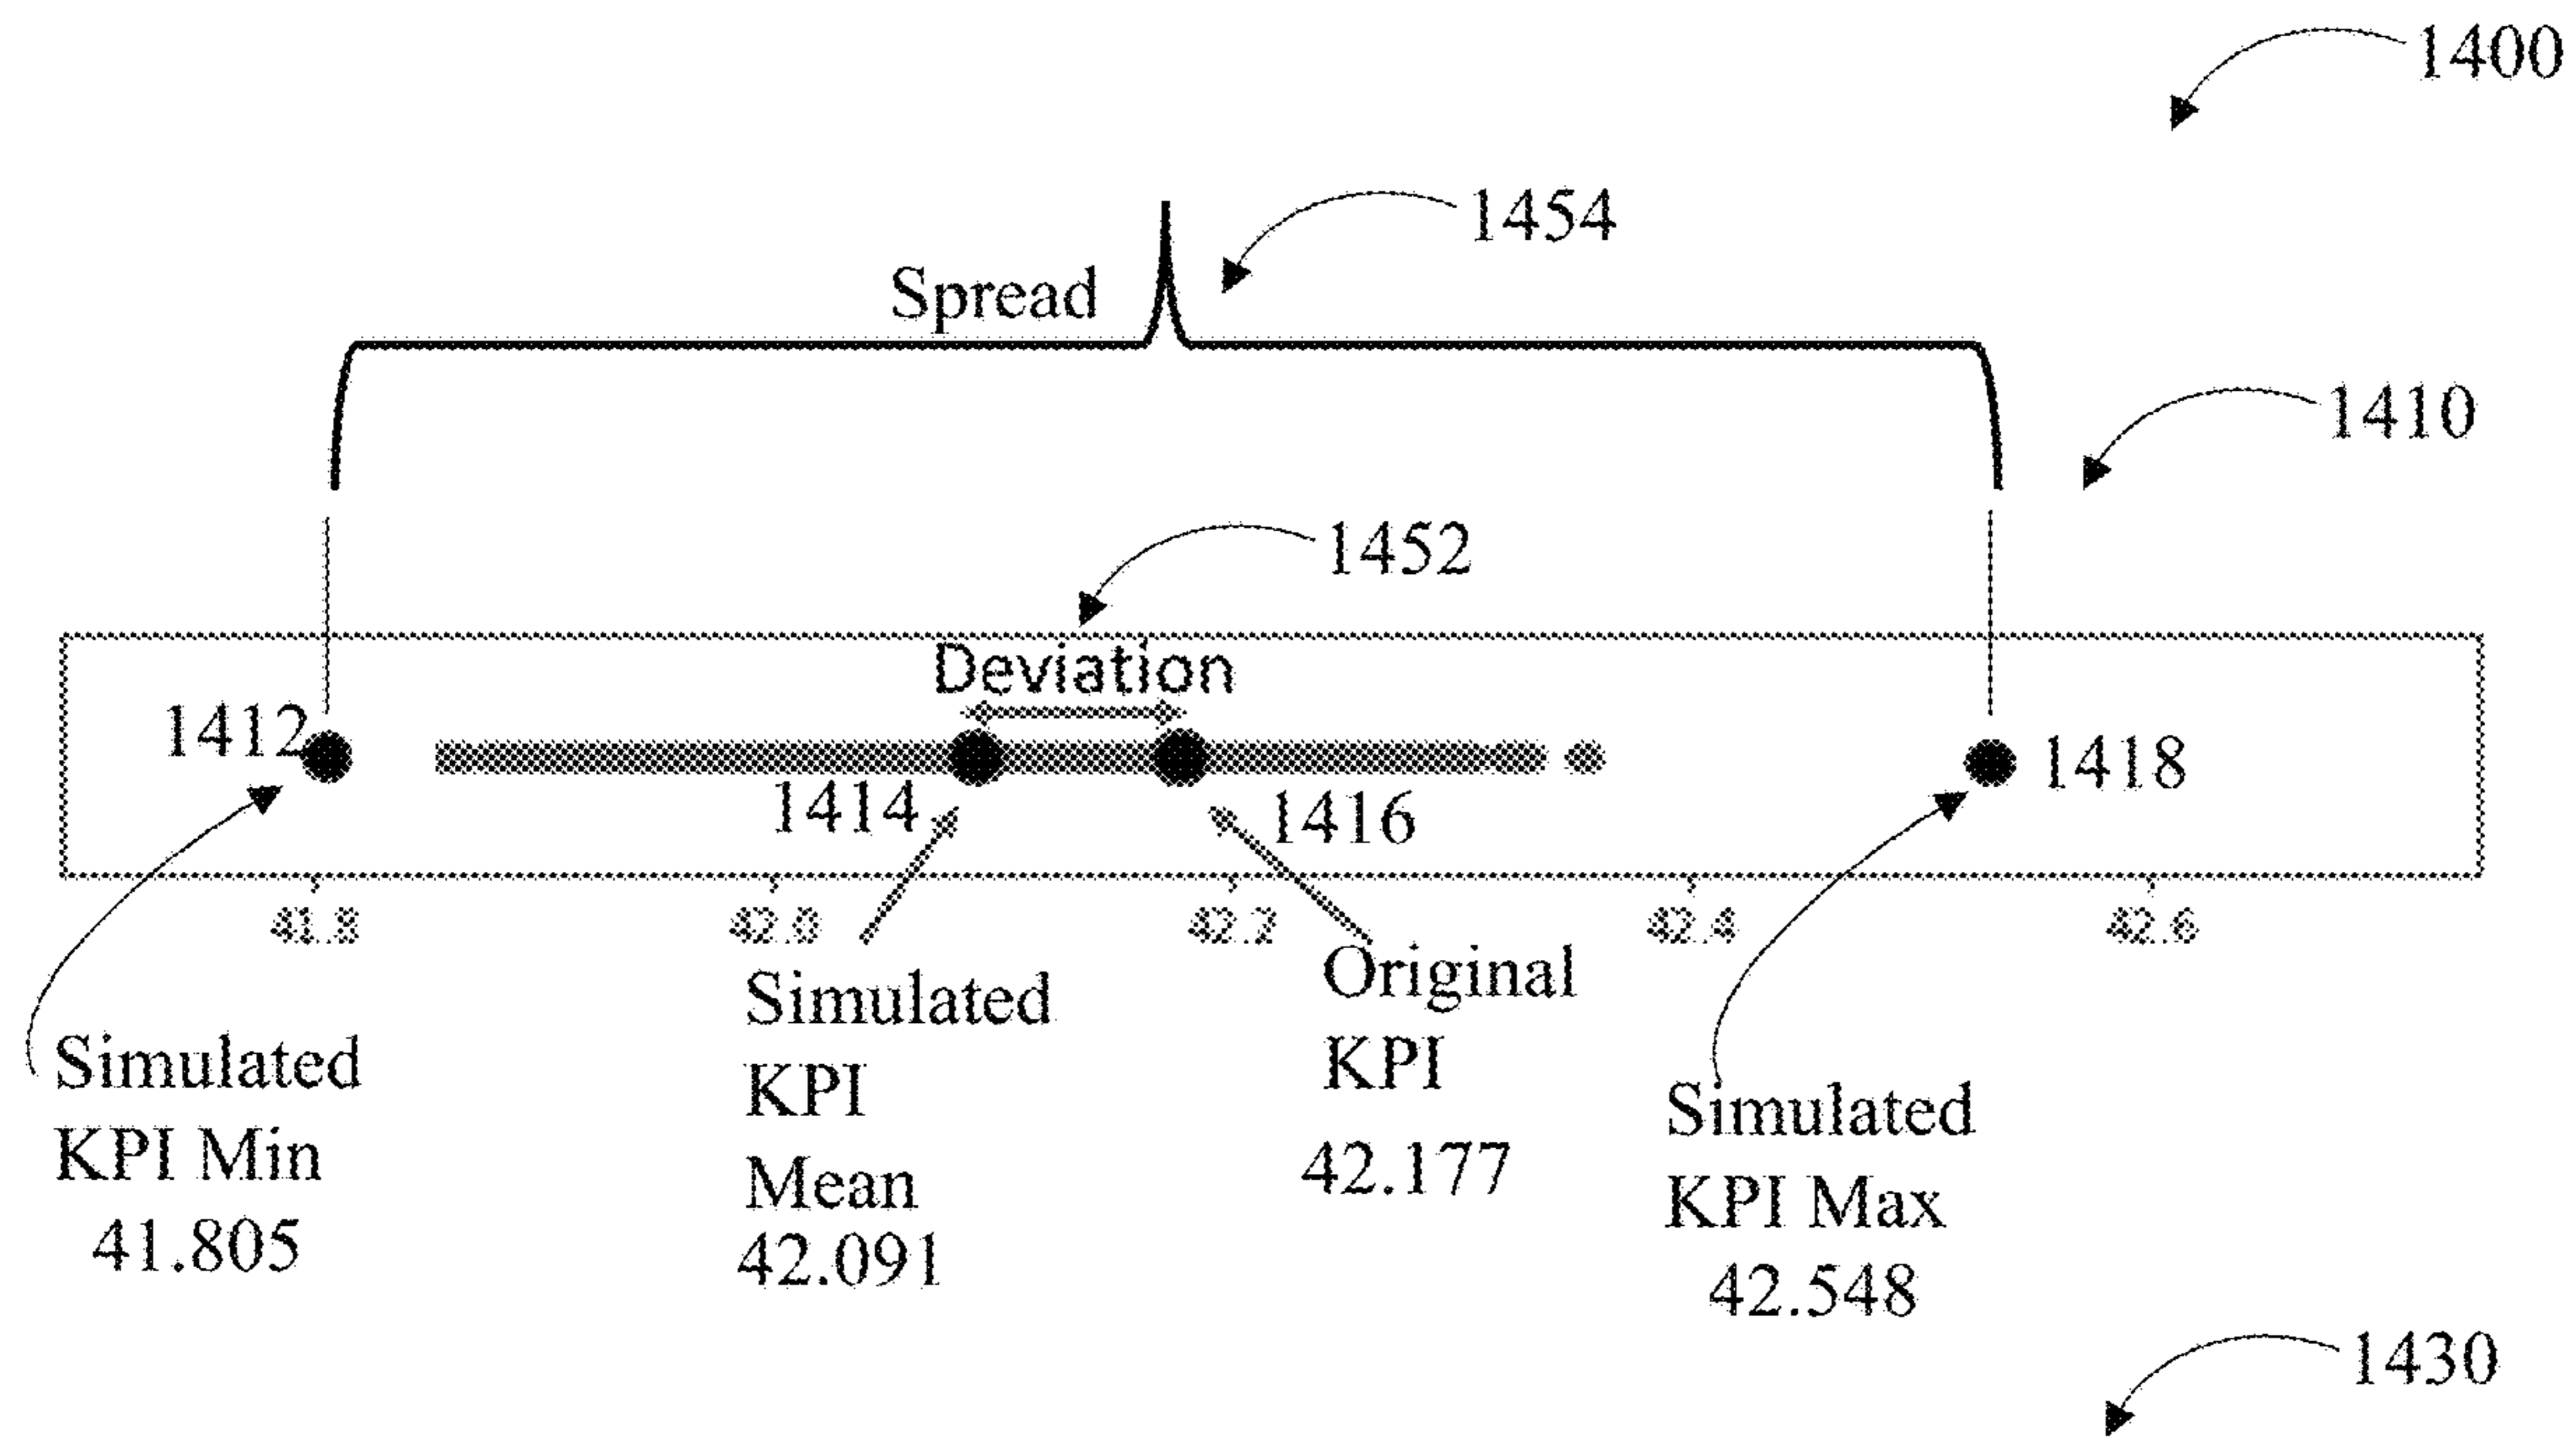 1400
1454
Spread
1410
1452
Deviation
1412
1418
1414
1416
41.8
42.0
42.2
42.4
42.6
Simulated
KPI Min
41.805
Simulated
KPI
Mean
42.091
Original
KPI
42.177
Simulated
KPI Max
42.548
1430